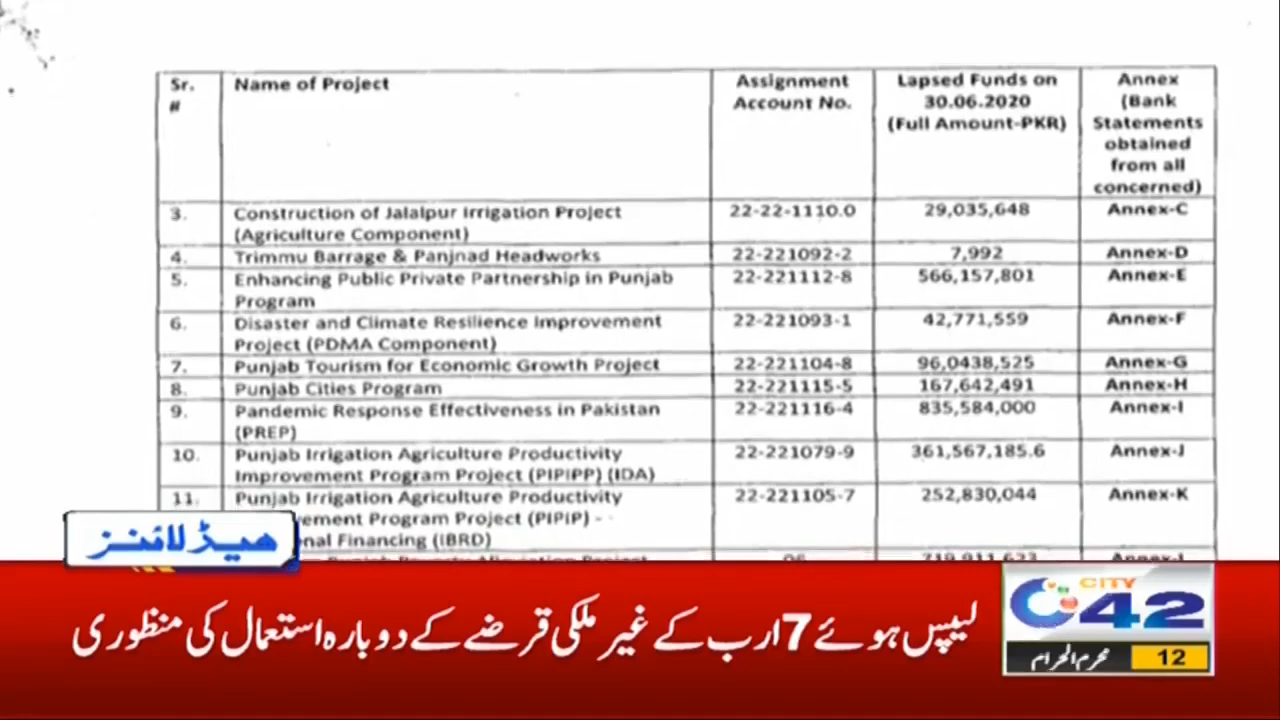 Sr. # Name of Project Assignment Account No. Lapsed Funds on 30.06.2020 (Full Amount-PKR) Annex (Bank Statements obtained from all concerned)
3. Construction of Jalalpur Irrigation Project (Agriculture Component) 22-22-1110.0 29,035,648 Annex-C
4. Trimmu Barrage & Panjnad Headworks 22-221092-2 7,992 Annex-D
5. Enhancing Public Private Partnership in Punjab Program 22-221112-8 566,157,801 Annex-E
6. Disaster and Climate Resilience Improvement Project (PDMA Component) 22-221093-1 42,771,559 Annex-F
7. Punjab Tourism for Economic Growth Project 22-221104-8 96,0438,525 Annex-G
8. Punjab Cities Program 22-221115-5 167,642,491 Annex-H
9. Pandemic Response Effectiveness in Pakistan (PREP) 22-221116-4 835,584,000 Annex-I
10. Punjab Irrigation Agriculture Productivity Improvement Program Project (PIPIPP) (IDA) 22-221079-9 361,567,185.6 Annex-J
11. Punjab Irrigation Agriculture Productivity ement Program Project (PIPIP) - nal Financing (IBRD) 22-221105-7 252,830,044 Annex-K
ہیڈلائنز
لیپس ہوئے 7 ارب کے غیر ملکی قرضے کے دوبارہ استعمال کی منظوری
CITY
42
محرم الحرام 12